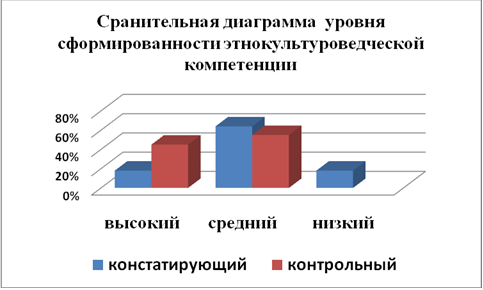 Сранительная диаграмма уровня
сформированности этнокультуроведческой
компетенции
80%
60%
40%
20%
0%
высокий средний низкий
констатирующий контрольный